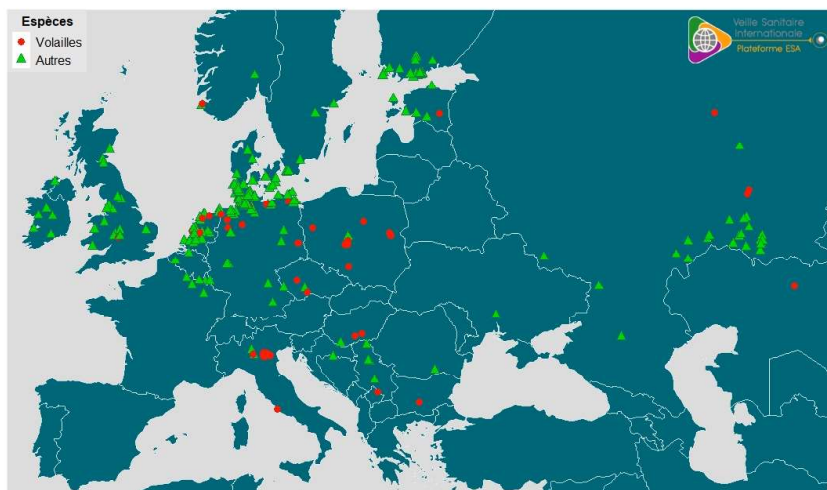 Espèces
Volailles
Autres
Veille Sanitaire
Internationale
Plateforme ESA